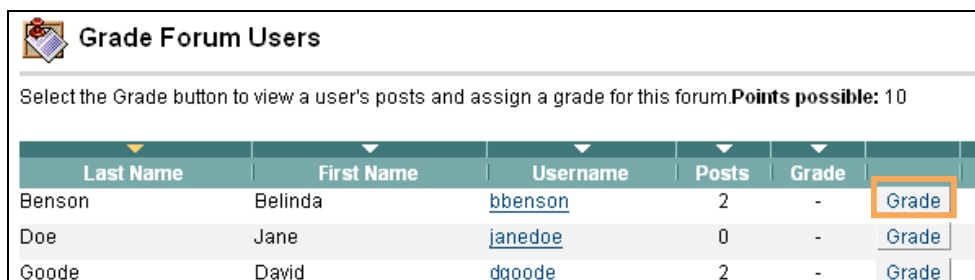 Grade Forum Users
Select the Grade button to view a user's posts and assign a grade for this forum.Points possible: 10
Last Name First Name Username Posts Grade
Benson Belinda bbenson 2 - Grade
Doe Jane janedoe 0 - Grade
Goode David dgoode 2 - Grade